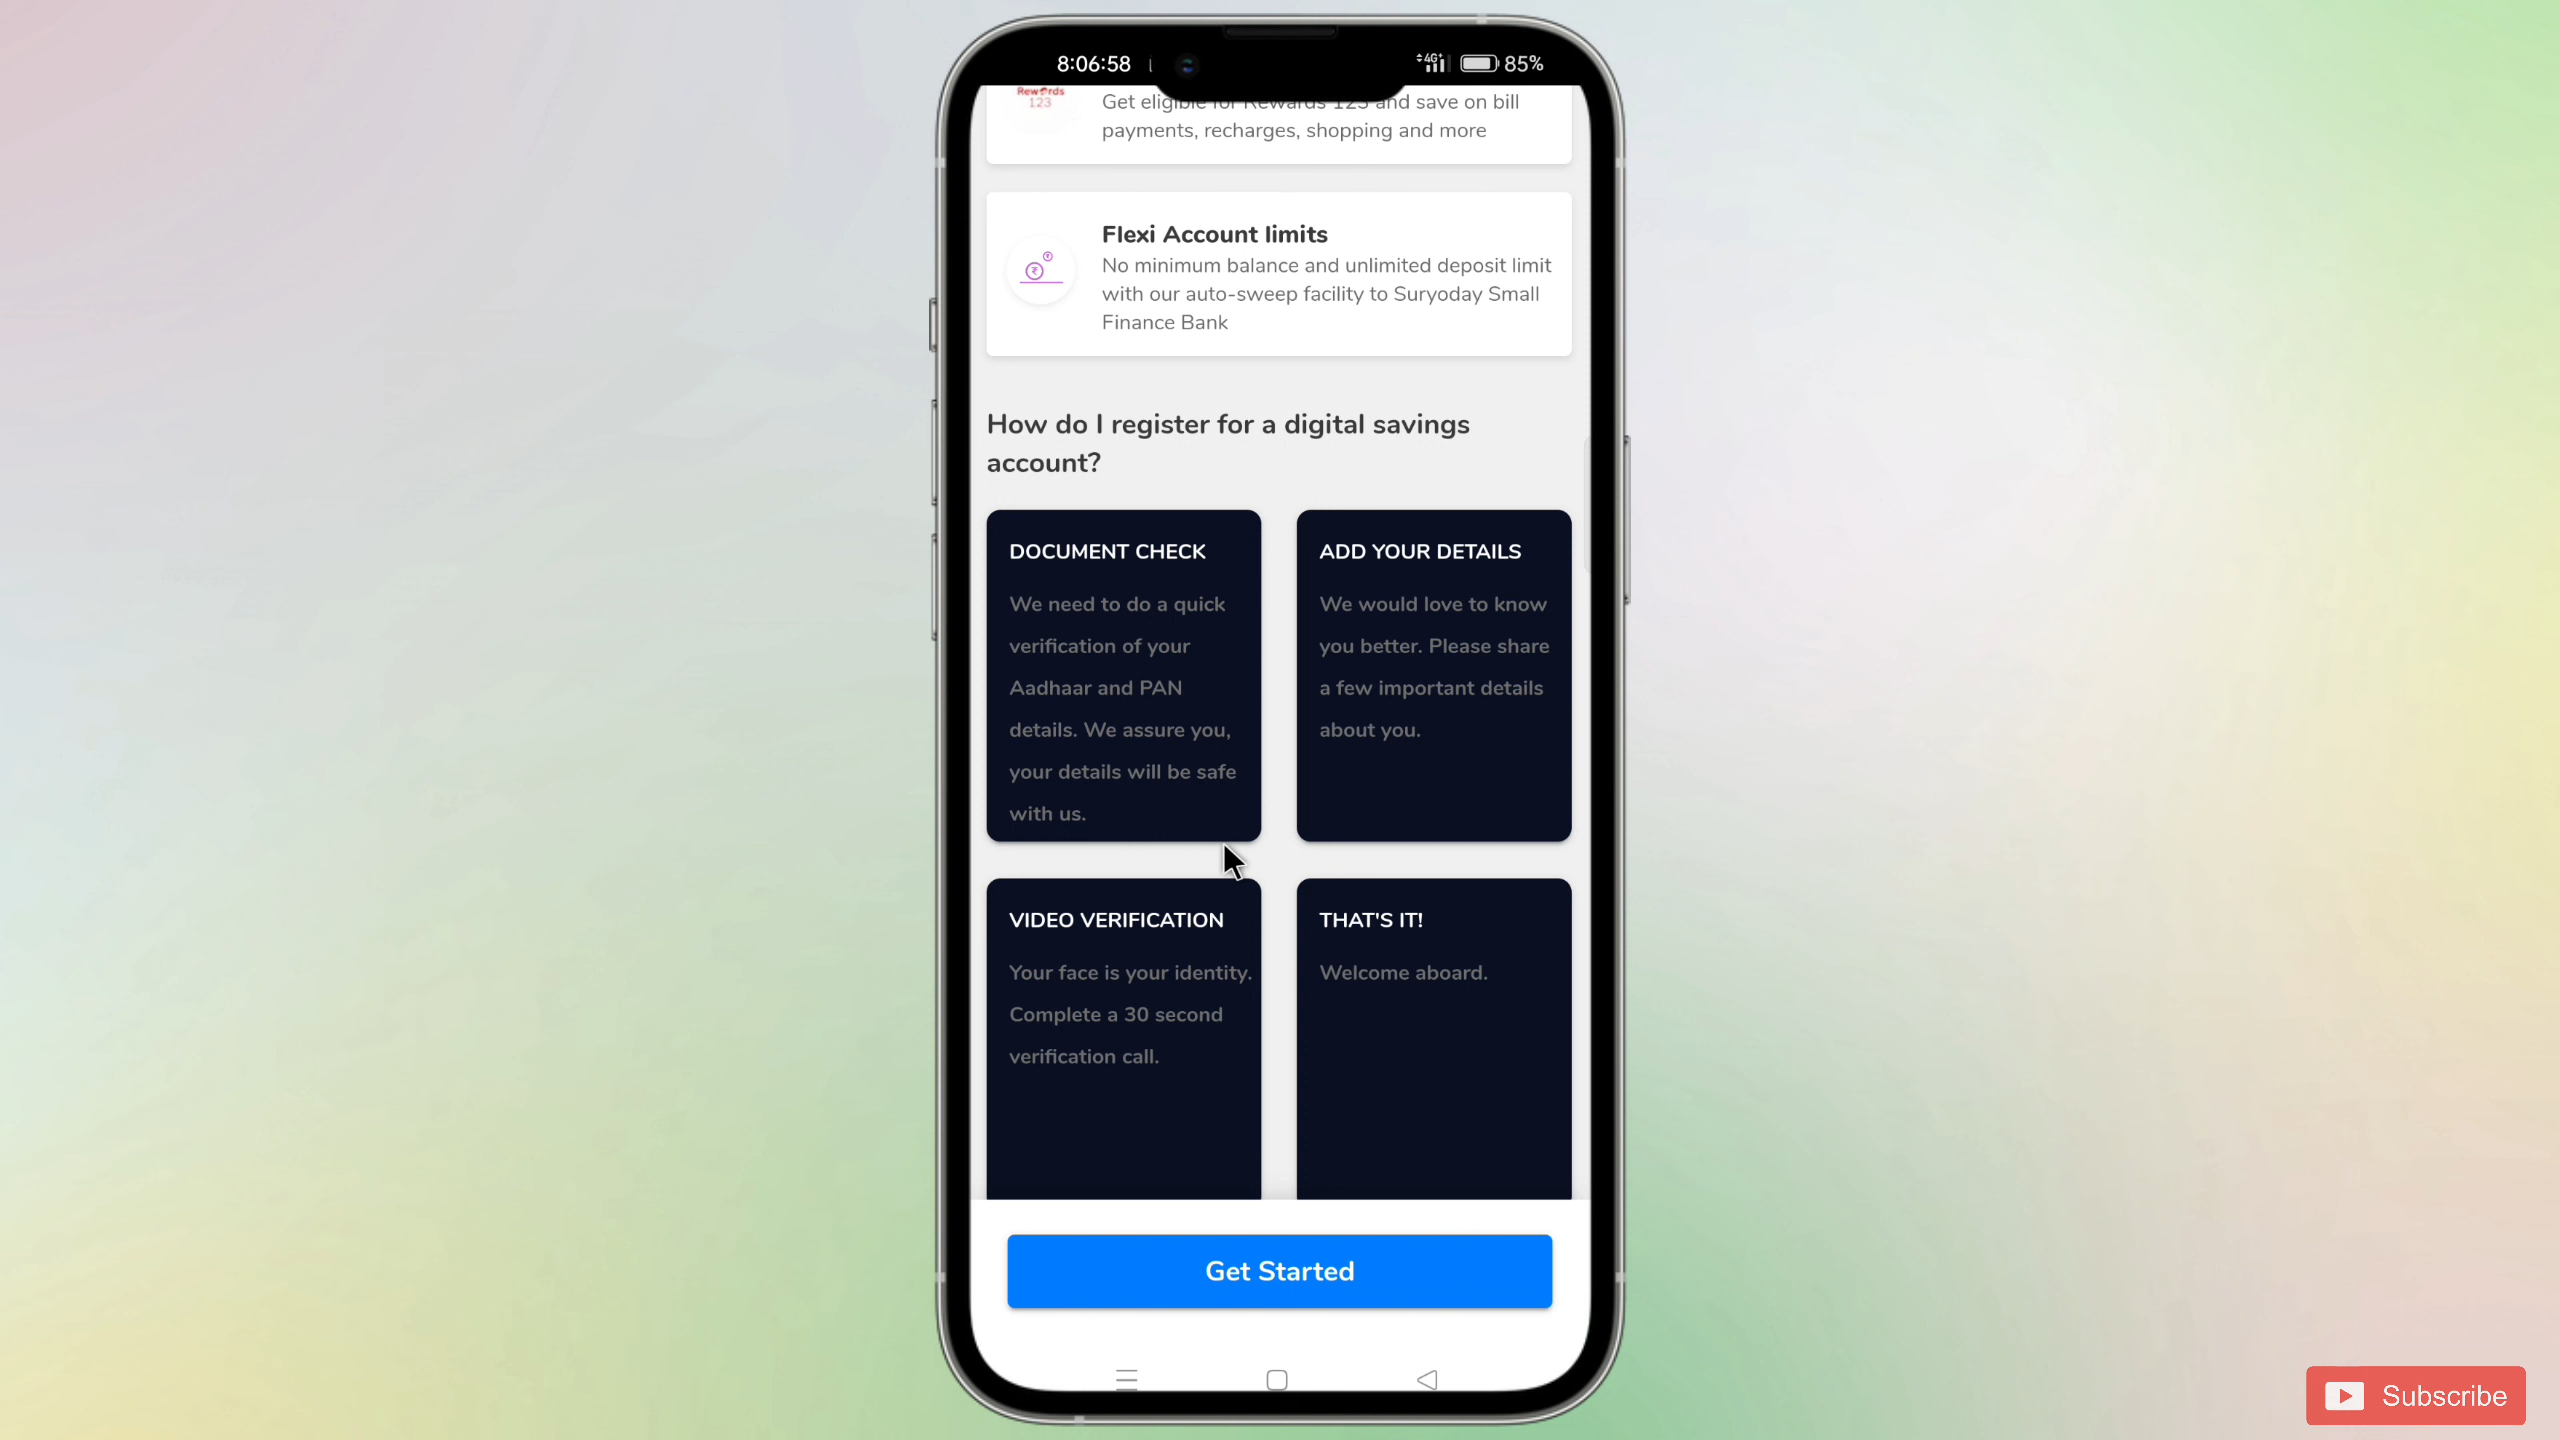 8:06:58
4G+ 85%
Rewards
123
Get eligible for Rewards 123 and save on bill
payments, recharges, shopping and more
Flexi Account limits
No minimum balance and unlimited deposit limit
with our auto-sweep facility to Suryoday Small
Finance Bank
How do I register for a digital savings
account?
DOCUMENT CHECK
We need to do a quick
verification of your
Aadhaar and PAN
details. We assure you,
your details will be safe
with us.
ADD YOUR DETAILS
We would love to know
you better. Please share
a few important details
about you.
VIDEO VERIFICATION
Your face is your identity.
Complete a 30 second
verification call.
THAT'S IT!
Welcome aboard.
Get Started
Subscribe